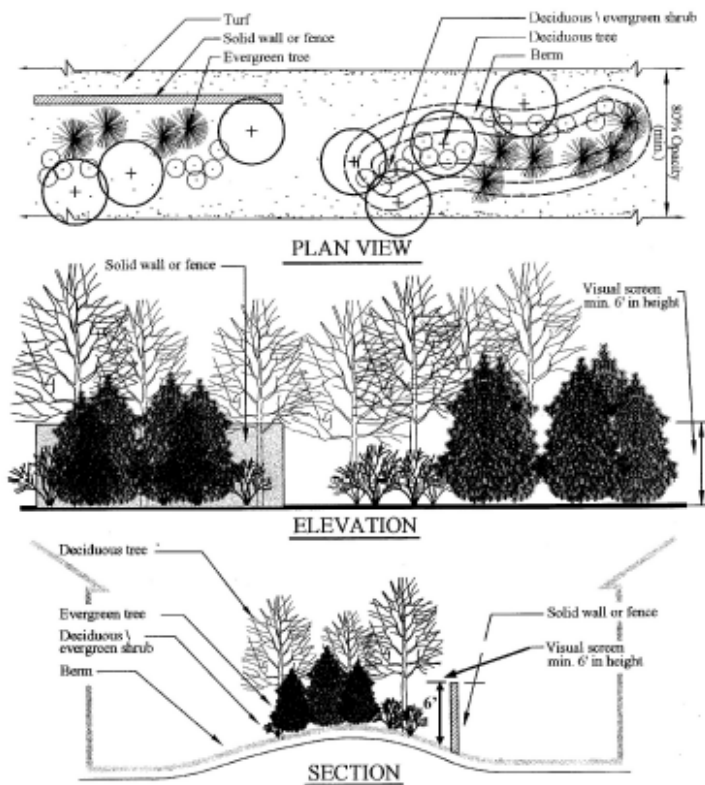 Turf
Solid wall or fence
Evergreen tree
Deciduous \ evergreen shrub
Deciduous tree
Berm
80% Opacity
(min.)
PLAN VIEW
Solid wall or fence
Visual screen
min. 6' in height
ELEVATION
Deciduous tree
Evergreen tree
Deciduous \
evergreen shrub
Berm
Solid wall or fence
Visual screen
min. 6' in height
6'
SECTION